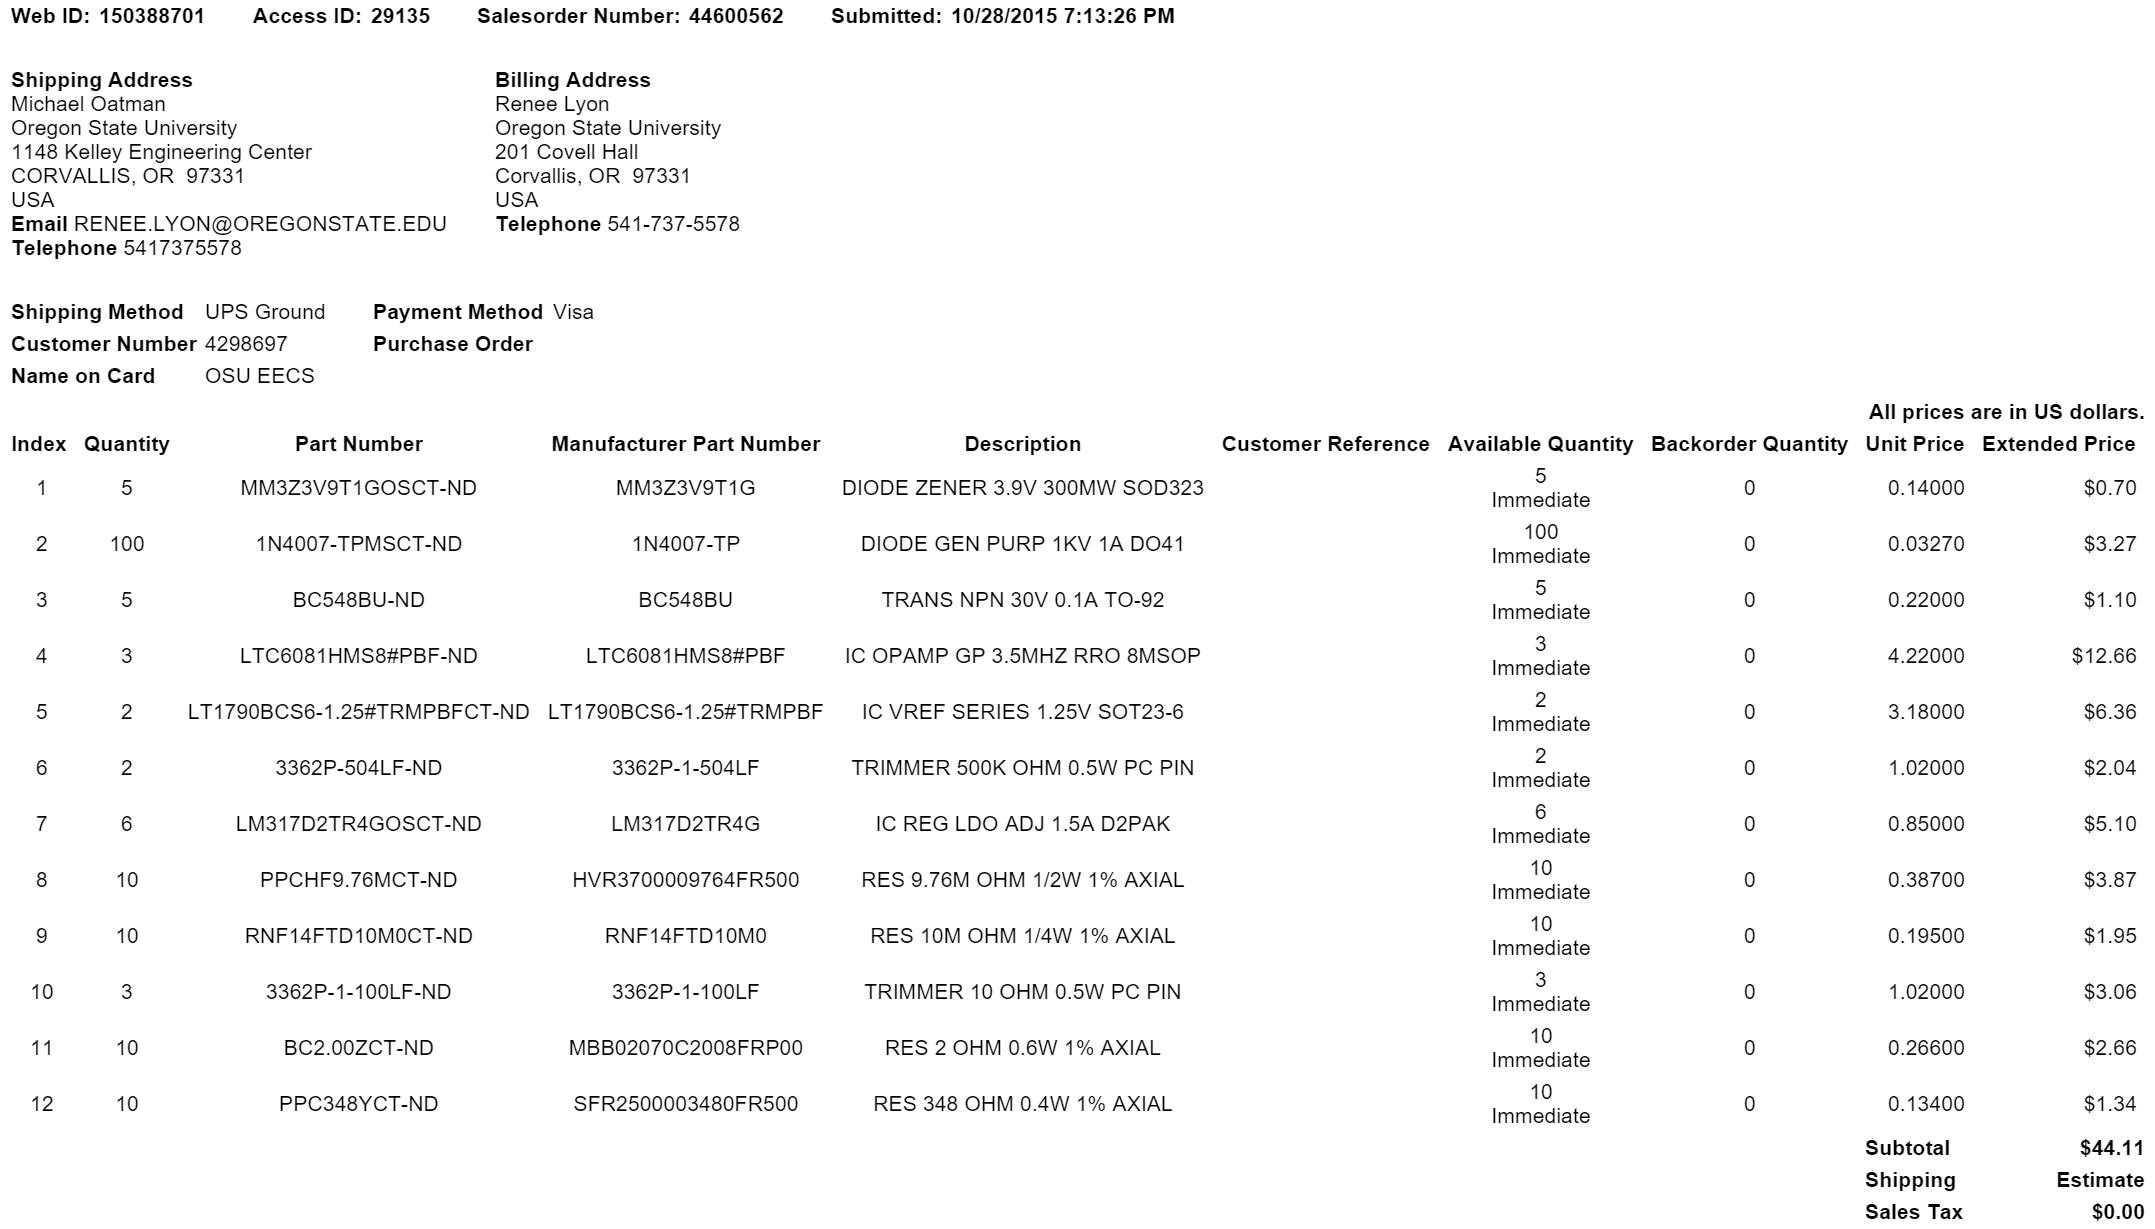 Web ID: 150388701 Access ID: 29135 Salesorder Number: 44600562 Submitted: 10/28/2015 7:13:26 PM
Shipping Address
Michael Oatman
Oregon State University
1148 Kelley Engineering Center
CORVALLIS, OR 97331
USA
Email RENEE.LYON@OREGONSTATE.EDU
Telephone 5417375578
Billing Address
Renee Lyon
Oregon State University
201 Covell Hall
Corvallis, OR 97331
USA
Telephone 541-737-5578
Shipping Method UPS Ground Payment Method Visa
Customer Number 4298697 Purchase Order
Name on Card OSU EECS
All prices are in US dollars.
Index Quantity Part Number Manufacturer Part Number Description Customer Reference Available Quantity Backorder Quantity Unit Price Extended Price
1 5 MM3Z3V9T1GOSCT-ND MM3Z3V9T1G DIODE ZENER 3.9V 300MW SOD323 5 Immediate 0 0.14000 $0.70
2 100 1N4007-TPMSCT-ND 1N4007-TP DIODE GEN PURP 1KV 1A DO41 100 Immediate 0 0.03270 $3.27
3 5 BC548BU-ND BC548BU TRANS NPN 30V 0.1A TO-92 5 Immediate 0 0.22000 $1.10
4 3 LTC6081HMS8#PBF-ND LTC6081HMS8#PBF IC OPAMP GP 3.5MHZ RRO 8MSOP 3 Immediate 0 4.22000 $12.66
5 2 LT1790BCS6-1.25#TRMPBFCT-ND LT1790BCS6-1.25#TRMPBF IC VREF SERIES 1.25V SOT23-6 2 Immediate 0 3.18000 $6.36
6 2 3362P-504LF-ND 3362P-1-504LF TRIMMER 500K OHM 0.5W PC PIN 2 Immediate 0 1.02000 $2.04
7 6 LM317D2TR4GOSCT-ND LM317D2TR4G IC REG LDO ADJ 1.5A D2PAK 6 Immediate 0 0.85000 $5.10
8 10 PPCHF9.76MCT-ND HVR3700009764FR500 RES 9.76M OHM 1/2W 1% AXIAL 10 Immediate 0 0.38700 $3.87
9 10 RNF14FTD10M0CT-ND RNF14FTD10M0 RES 10M OHM 1/4W 1% AXIAL 10 Immediate 0 0.19500 $1.95
10 3 3362P-1-100LF-ND 3362P-1-100LF TRIMMER 10 OHM 0.5W PC PIN 3 Immediate 0 1.02000 $3.06
11 10 BC2.00ZCT-ND MBB02070C2008FRP00 RES 2 OHM 0.6W 1% AXIAL 10 Immediate 0 0.26600 $2.66
12 10 PPC348YCT-ND SFR2500003480FR500 RES 348 OHM 0.4W 1% AXIAL 10 Immediate 0 0.13400 $1.34
Subtotal $44.11
Shipping Estimate
Sales Tax $0.00